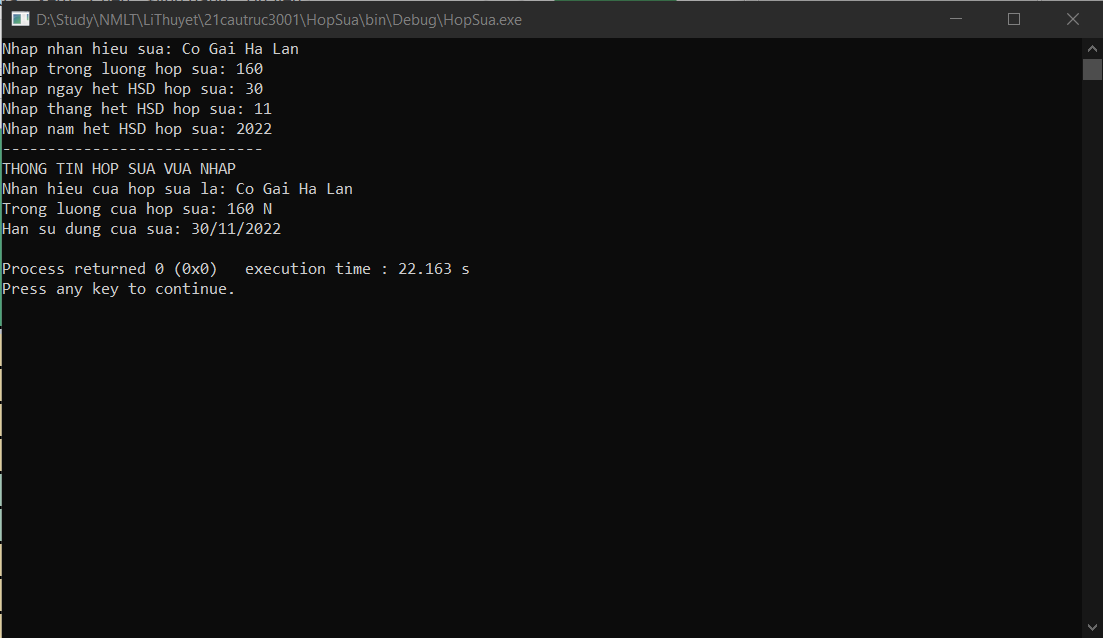 D:\Study\NMLT\LiThuyet\21cautruc3001\HopSua\bin\Debug\HopSua.exe
Nhap nhan hieu sua: Co Gai Ha Lan
Nhap trong luong hop sua: 160
Nhap ngay het HSD hop sua: 30
Nhap thang het HSD hop sua: 11
Nhap nam het HSD hop sua: 2022
-----------------------------
THONG TIN HOP SUA VUA NHAP
Nhan hieu cua hop sua la: Co Gai Ha Lan
Trong luong cua hop sua: 160 N
Han su dung cua sua: 30/11/2022
Process returned 0 (0x0)   execution time : 22.163 s
Press any key to continue.